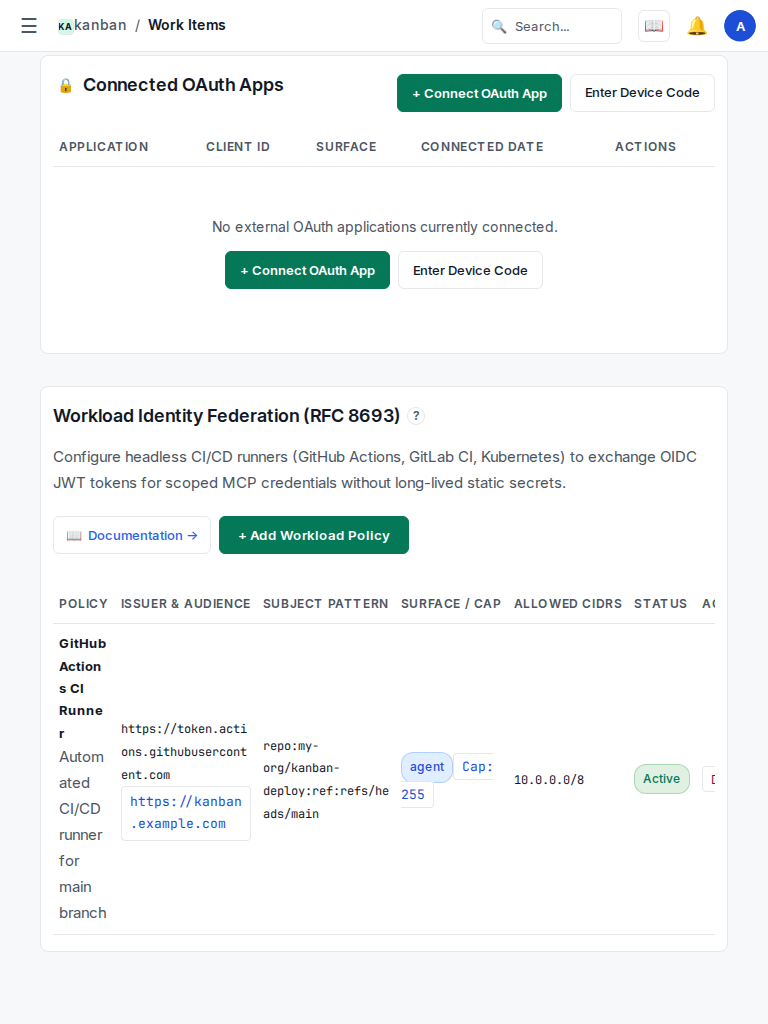 ☰ KA kanban / Work Items
🔍 Search...
📖 🔔 A
🔒 Connected OAuth Apps
+ Connect OAuth App
Enter Device Code
APPLICATION CLIENT ID SURFACE CONNECTED DATE ACTIONS
No external OAuth applications currently connected.
+ Connect OAuth App
Enter Device Code
Workload Identity Federation (RFC 8693) ?
Configure headless CI/CD runners (GitHub Actions, GitLab CI, Kubernetes) to exchange OIDC
JWT tokens for scoped MCP credentials without long-lived static secrets.
📖 Documentation →
+ Add Workload Policy
POLICY ISSUER & AUDIENCE SUBJECT PATTERN SURFACE / CAP ALLOWED CIDRS STATUS
GitHub
Action
s CI
Runne
r
Autom
ated
CI/CD
runner
for
main
branch
https://token.acti
ons.githubusercont
ent.com
https://kanban
.example.com
repo:my-
org/kanban-
deploy:ref:refs/he
ads/main
agent Cap:
255
10.0.0.0/8
Active